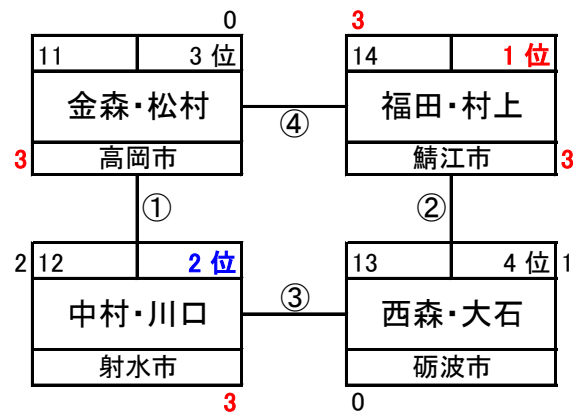 0 3
11 3位 14 1位
金森・松村 福田・村上
④
3 高岡市 鯖江市 3
① ②
2 12 2位 13 4位 1
③
中村・川口 西森・大石
射水市 砺波市
3 0